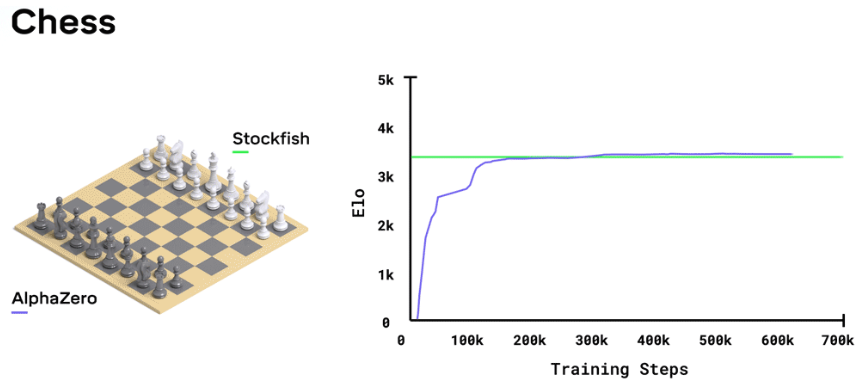 Chess
Stockfish
AlphaZero
5k
4k
3k
2k
1k
0
Elo
0 100k 200k 300k 400k 500k 600k 700k
Training Steps